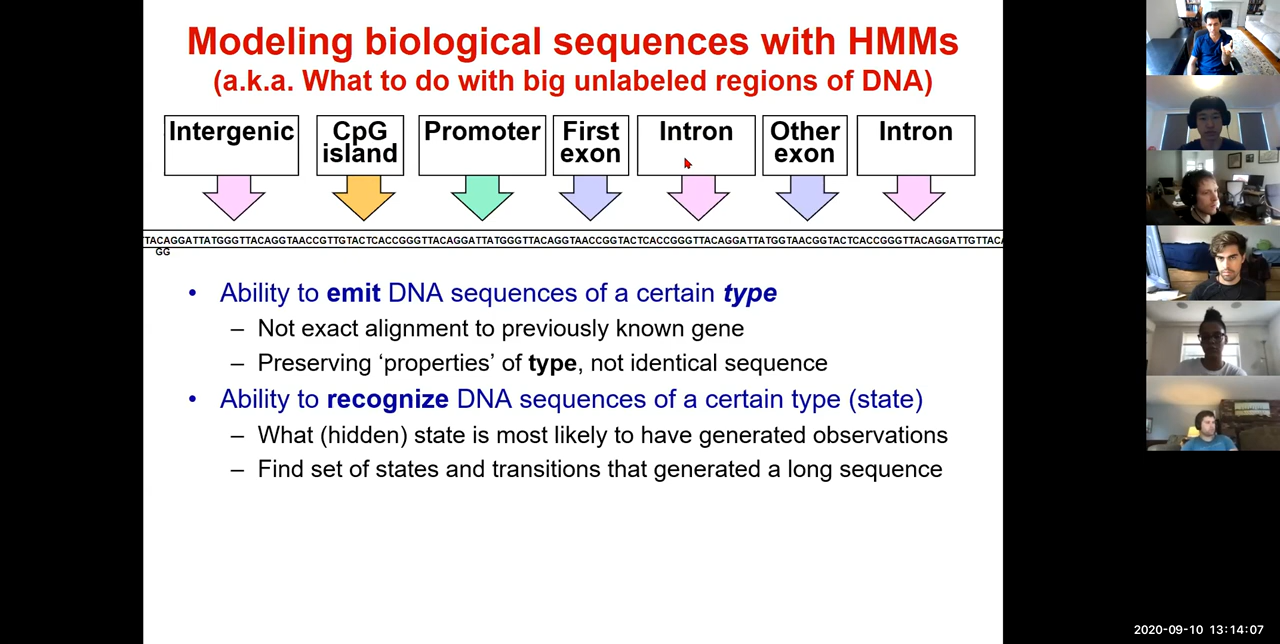 Modeling biological sequences with HMMs
(a.k.a. What to do with big unlabeled regions of DNA)
Intergenic
CpG
island
Promoter
First
exon
Intron
Other
exon
Intron
TACAGGATTATGGGTTACAGGTAACCGTTGTACTCACCGGGTTACAGGATTATGGGTTACAGGTAACCGGTACTCACCGGGTTACAGGATTATGGTAACGGTACTCACCGGGTTACAGGATTGTTACA
GG
• Ability to emit DNA sequences of a certain type
– Not exact alignment to previously known gene
– Preserving ‘properties’ of type, not identical sequence
• Ability to recognize DNA sequences of a certain type (state)
– What (hidden) state is most likely to have generated observations
– Find set of states and transitions that generated a long sequence
2020-09-10 13:14:07